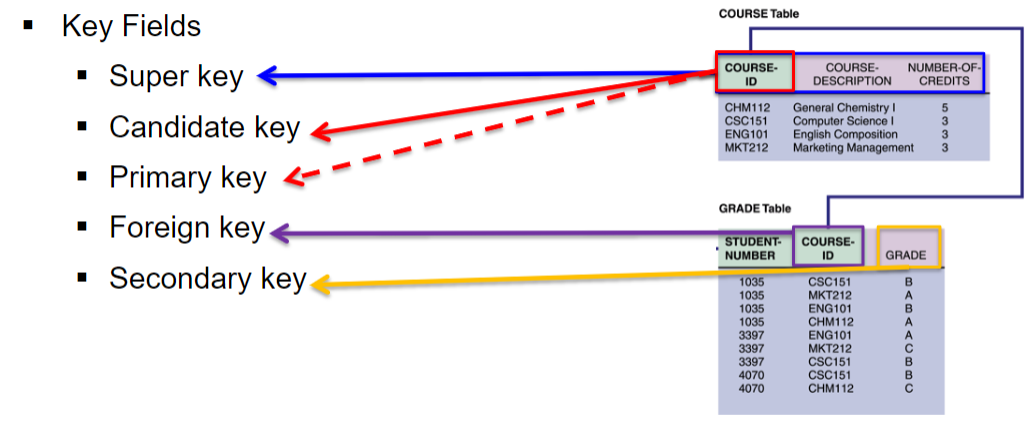 ▪ Key Fields
▪ Super key
▪ Candidate key
▪ Primary key
▪ Foreign key
▪ Secondary key
COURSE Table
COURSE-ID COURSE-DESCRIPTION NUMBER-OF-CREDITS
CHM112 General Chemistry I 5
CSC151 Computer Science I 3
ENG101 English Composition 3
MKT212 Marketing Management 3
GRADE Table
STUDENT-NUMBER COURSE-ID GRADE
1035 CSC151 B
1035 MKT212 A
1035 ENG101 B
1035 CHM112 A
3397 ENG101 A
3397 MKT212 C
3397 CSC151 B
4070 CSC151 B
4070 CHM112 C